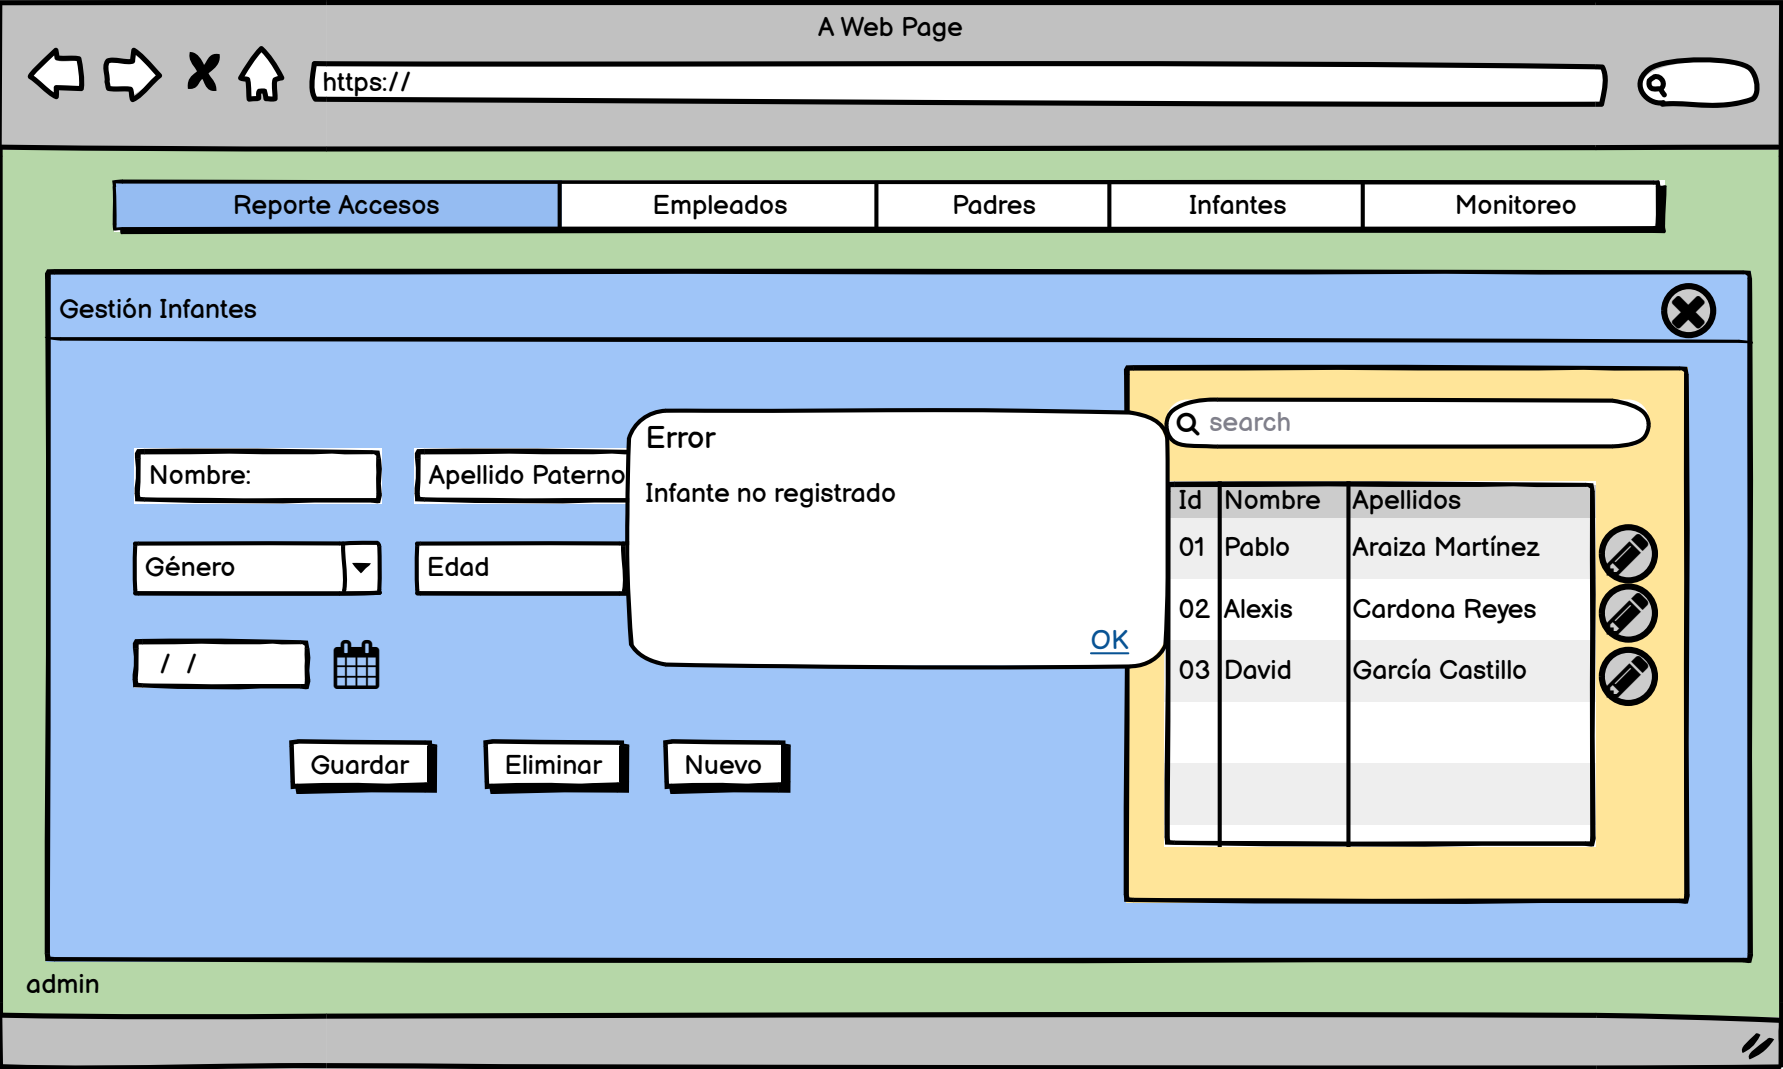 A Web Page
https://
Reporte Accesos
Empleados
Padres
Infantes
Monitoreo
Gestión Infantes
search
Error
Infante no registrado
OK
Nombre:
Apellido Paterno
Género
Edad
/ /
Guardar
Eliminar
Nuevo
Id Nombre Apellidos
01 Pablo Araiza Martínez
02 Alexis Cardona Reyes
03 David García Castillo
admin